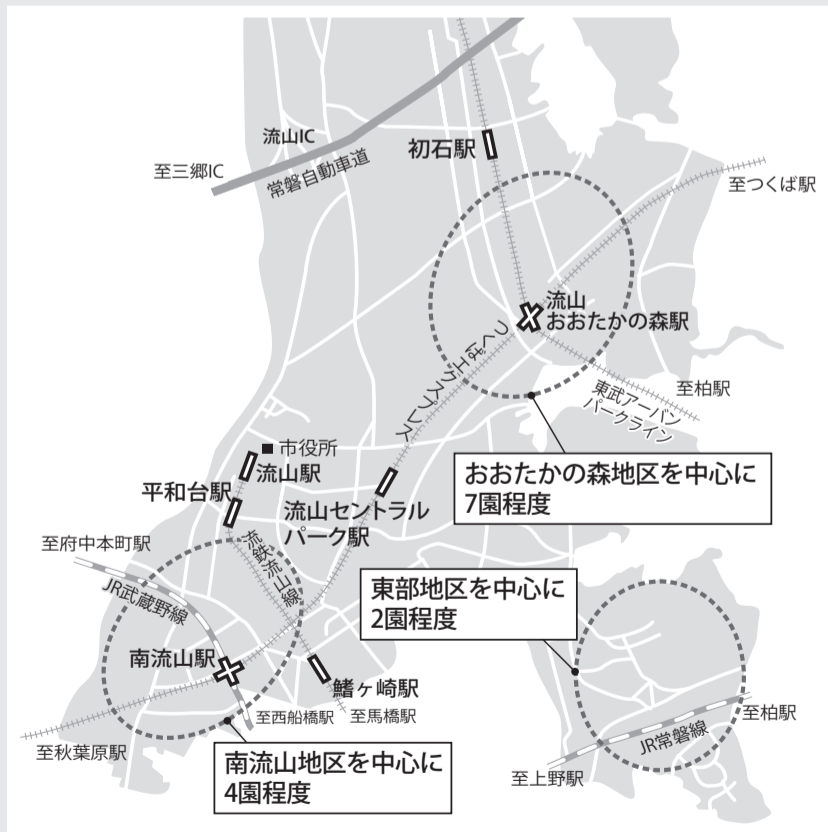 流山IC
至三郷IC
常磐自動車道
初石駅
至つくば駅
流山
おおたかの森駅
つくばエクスプレス
至柏駅
東武アーバン
パークライン
■市役所
流山駅
平和台駅
流山セントラル
パーク駅
おおたかの森地区を中心に
7園程度
至府中本町駅
流鉄流山線
JR武蔵野線
東部地区を中心に
2園程度
南流山駅
鰭ヶ崎駅
至西船橋駅
至馬橋駅
至秋葉原駅
南流山地区を中心に
4園程度
至柏駅
JR常磐線
至上野駅